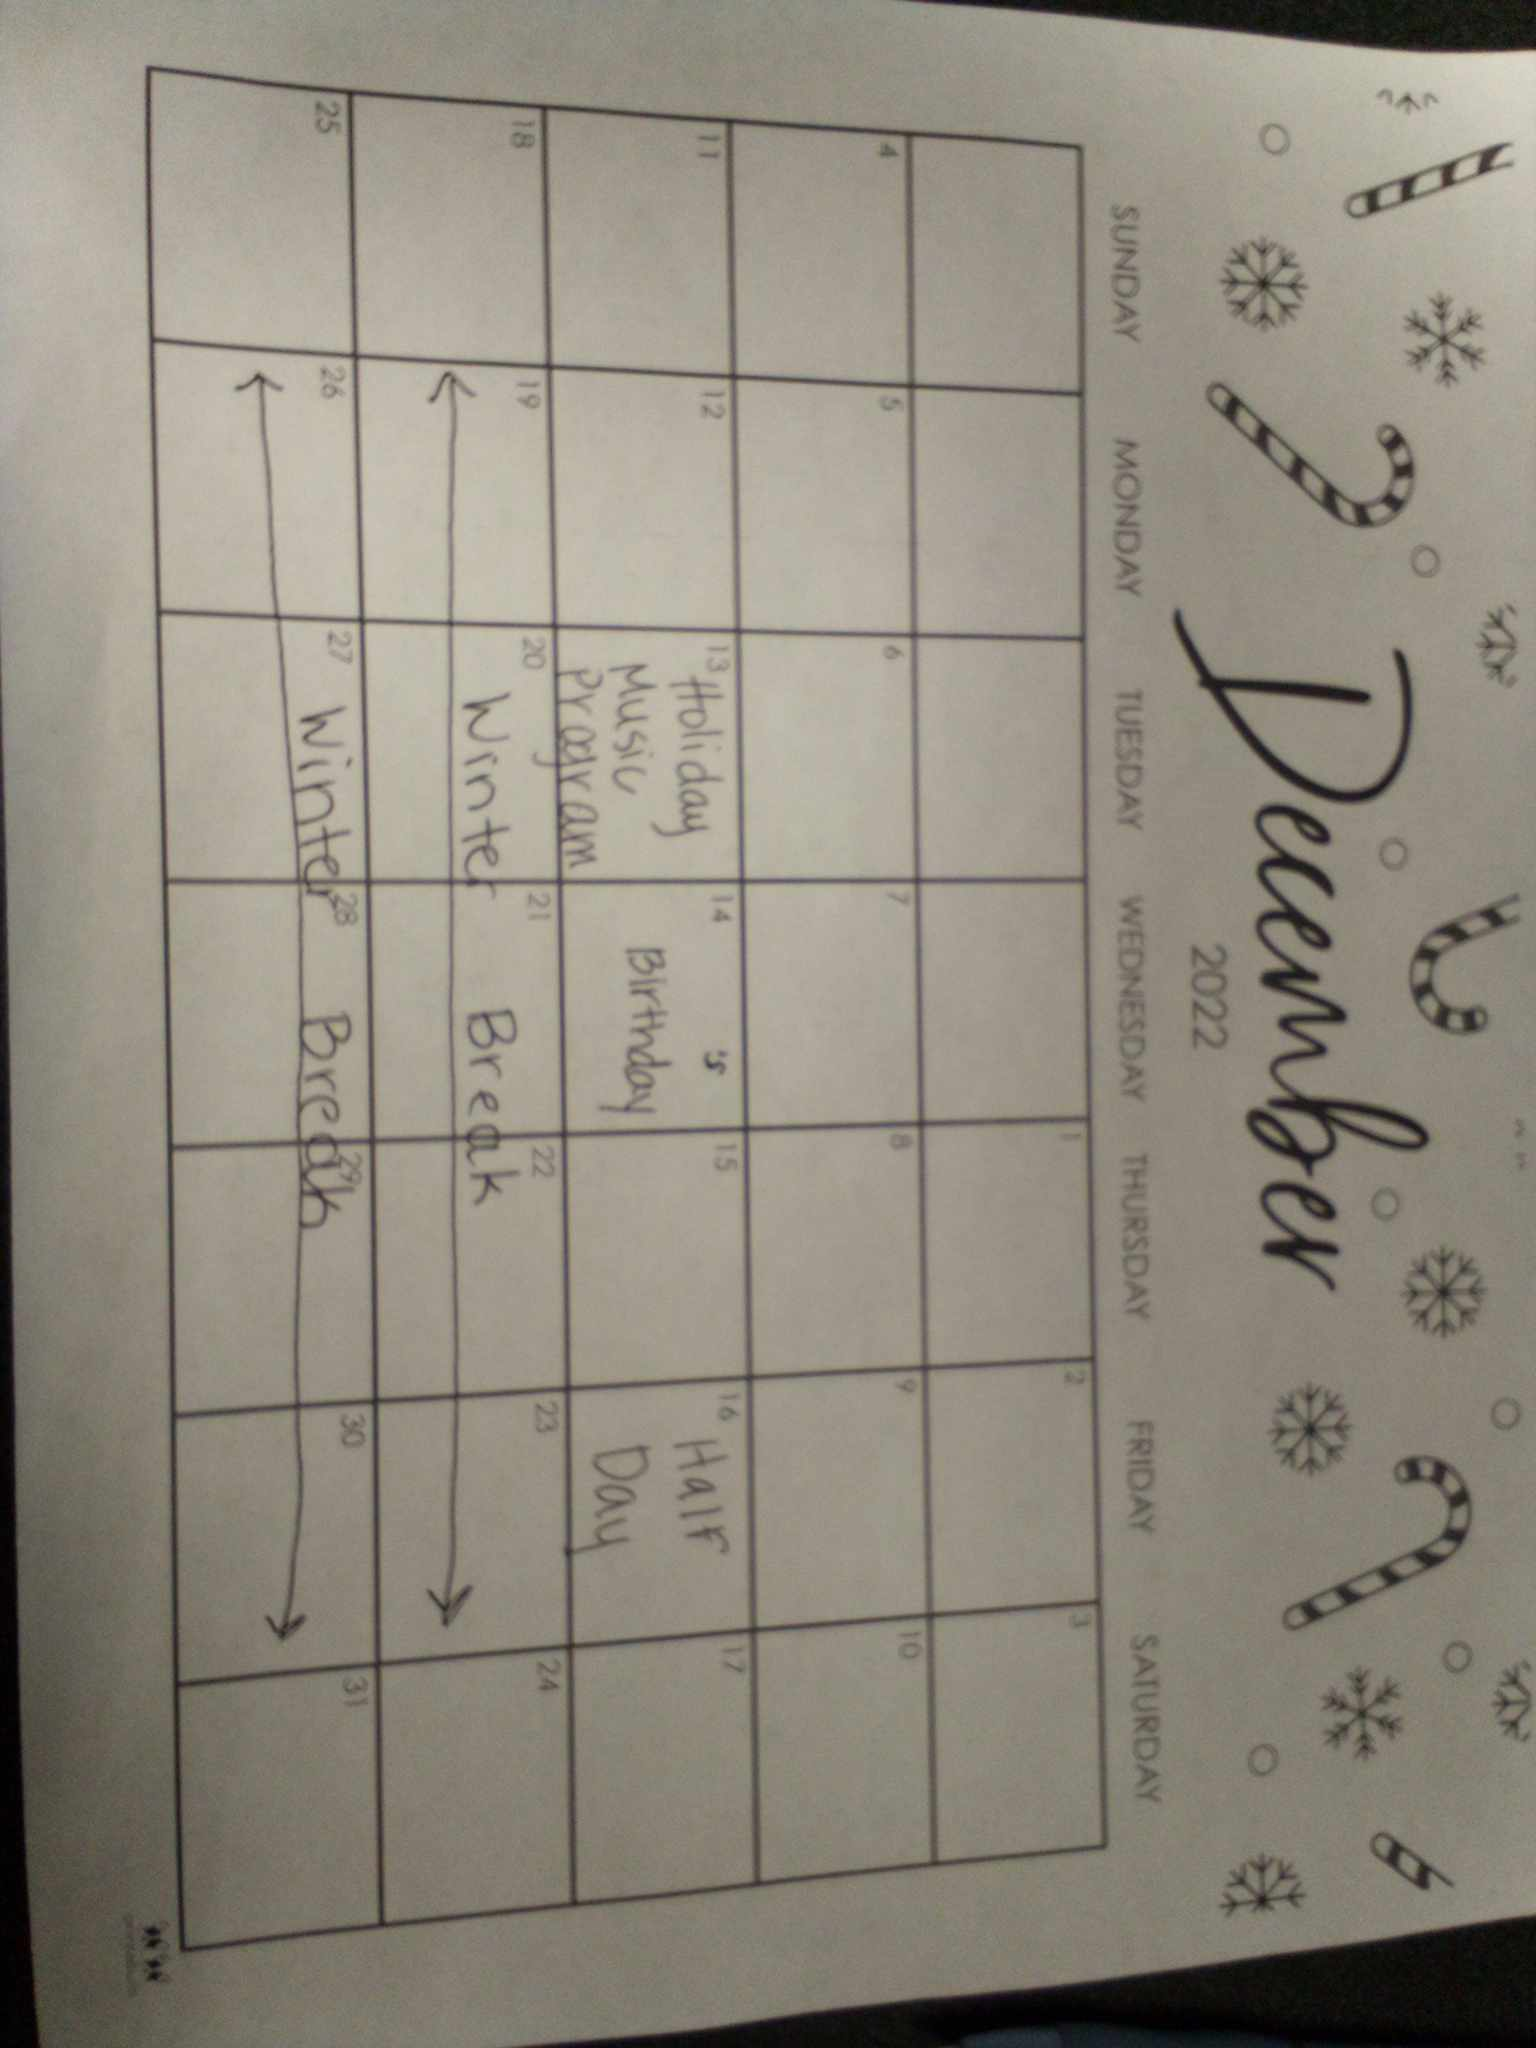 December
2022
SUNDAY MONDAY TUESDAY WEDNESDAY THURSDAY FRIDAY SATURDAY
1 2 3
4 5 6 7 8 9 10
11 12 13 14 15 16 17
Holiday 's Half
Music Birthday Day
Program
18 19 20 21 22 23 24
Winter Break
25 26 27 28 29 30 31
Winter Break